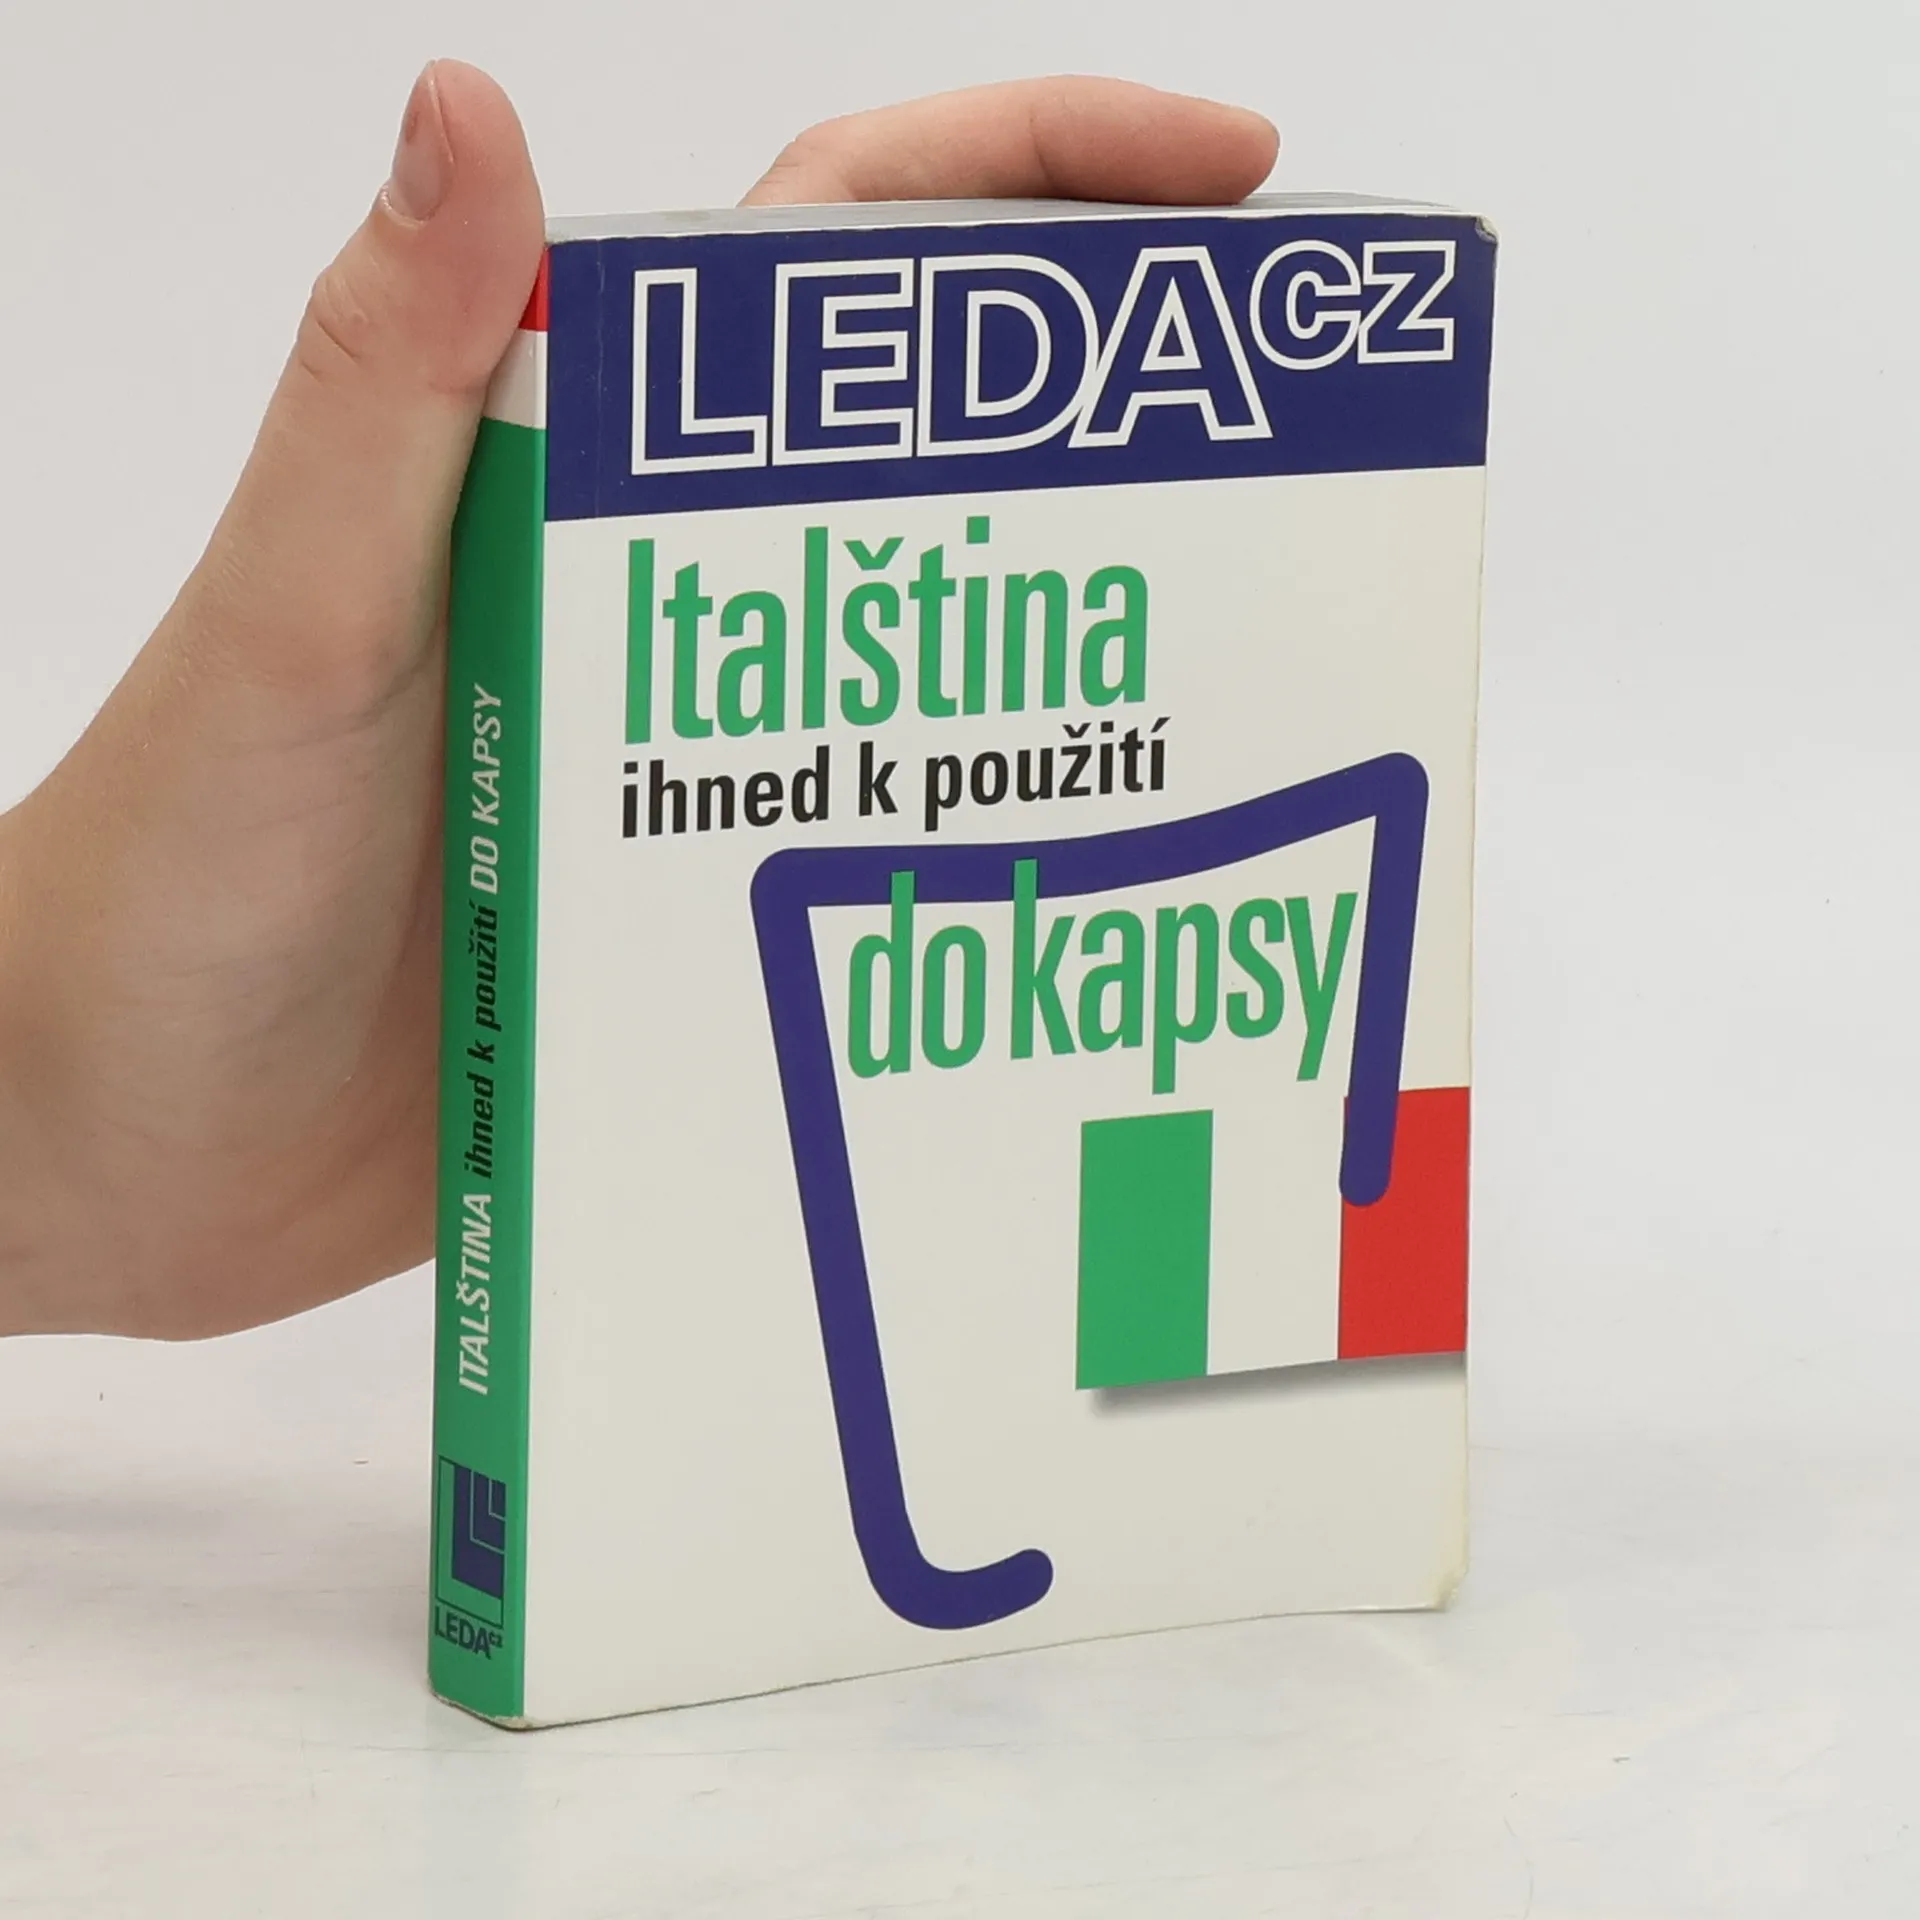 LEDA CZ
Italština
ihned k použití
do kapsy
ITALŠTINA ihned k použití DO KAPSY
LEDA cz